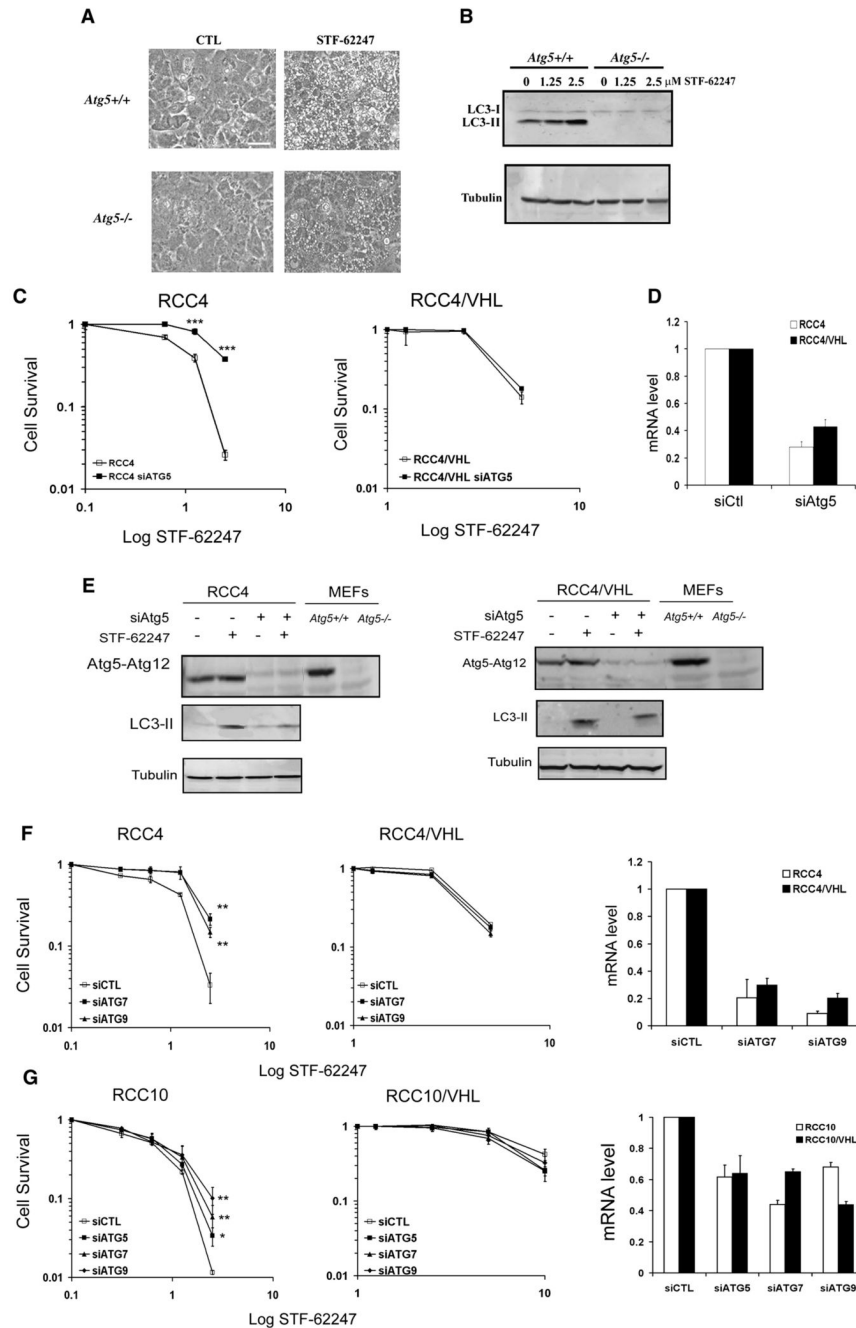 A
CTL STF-62247
Atg5+/+
Atg5-/-
B
Atg5+/+ Atg5-/-
0 1.25 2.5 0 1.25 2.5 μM STF-62247
LC3-I
LC3-II
Tubulin
C
RCC4
Cell Survival
1
0.1
0.01
0.1 1 10
*** ***
RCC4
RCC4 siATG5
Log STF-62247
RCC4/VHL
Cell Survival
1
0.1
0.01
1 10
RCC4/VHL
RCC4/VHL siATG5
Log STF-62247
D
mRNA level
1.2
1
0.8
0.6
0.4
0.2
0
RCC4
RCC4/VHL
siCtl siAtg5
E
RCC4 MEFs
siAtg5 - - + + Atg5+/+ Atg5-/-
STF-62247 - + - +
Atg5-Atg12
LC3-II
Tubulin
RCC4/VHL MEFs
siAtg5 - - + + Atg5+/+ Atg5-/-
STF-62247 - + - +
Atg5-Atg12
LC3-II
Tubulin
F
RCC4
Cell Survival
1
0.1
0.01
0.1 1 10
**
**
siCTL
siATG7
siATG9
RCC4/VHL
1
0.1
0.01
1 10
siCTL
siATG7
siATG9
Log STF-62247
mRNA level
1.2
1
0.8
0.6
0.4
0.2
0
RCC4
RCC4/VHL
siCTL siATG7 siATG9
G
RCC10
Cell Survival
1
0.1
0.01
0.1 1 10
**
**
*
siCTL
siATG5
siATG7
siATG9
RCC10/VHL
1
0.1
0.01
1 10
siCTL
siATG5
siATG7
siATG9
Log STF-62247
mRNA level
1
0.8
0.6
0.4
0.2
0
RCC10
RCC10/VHL
siCTL siATG5 siATG7 siATG9